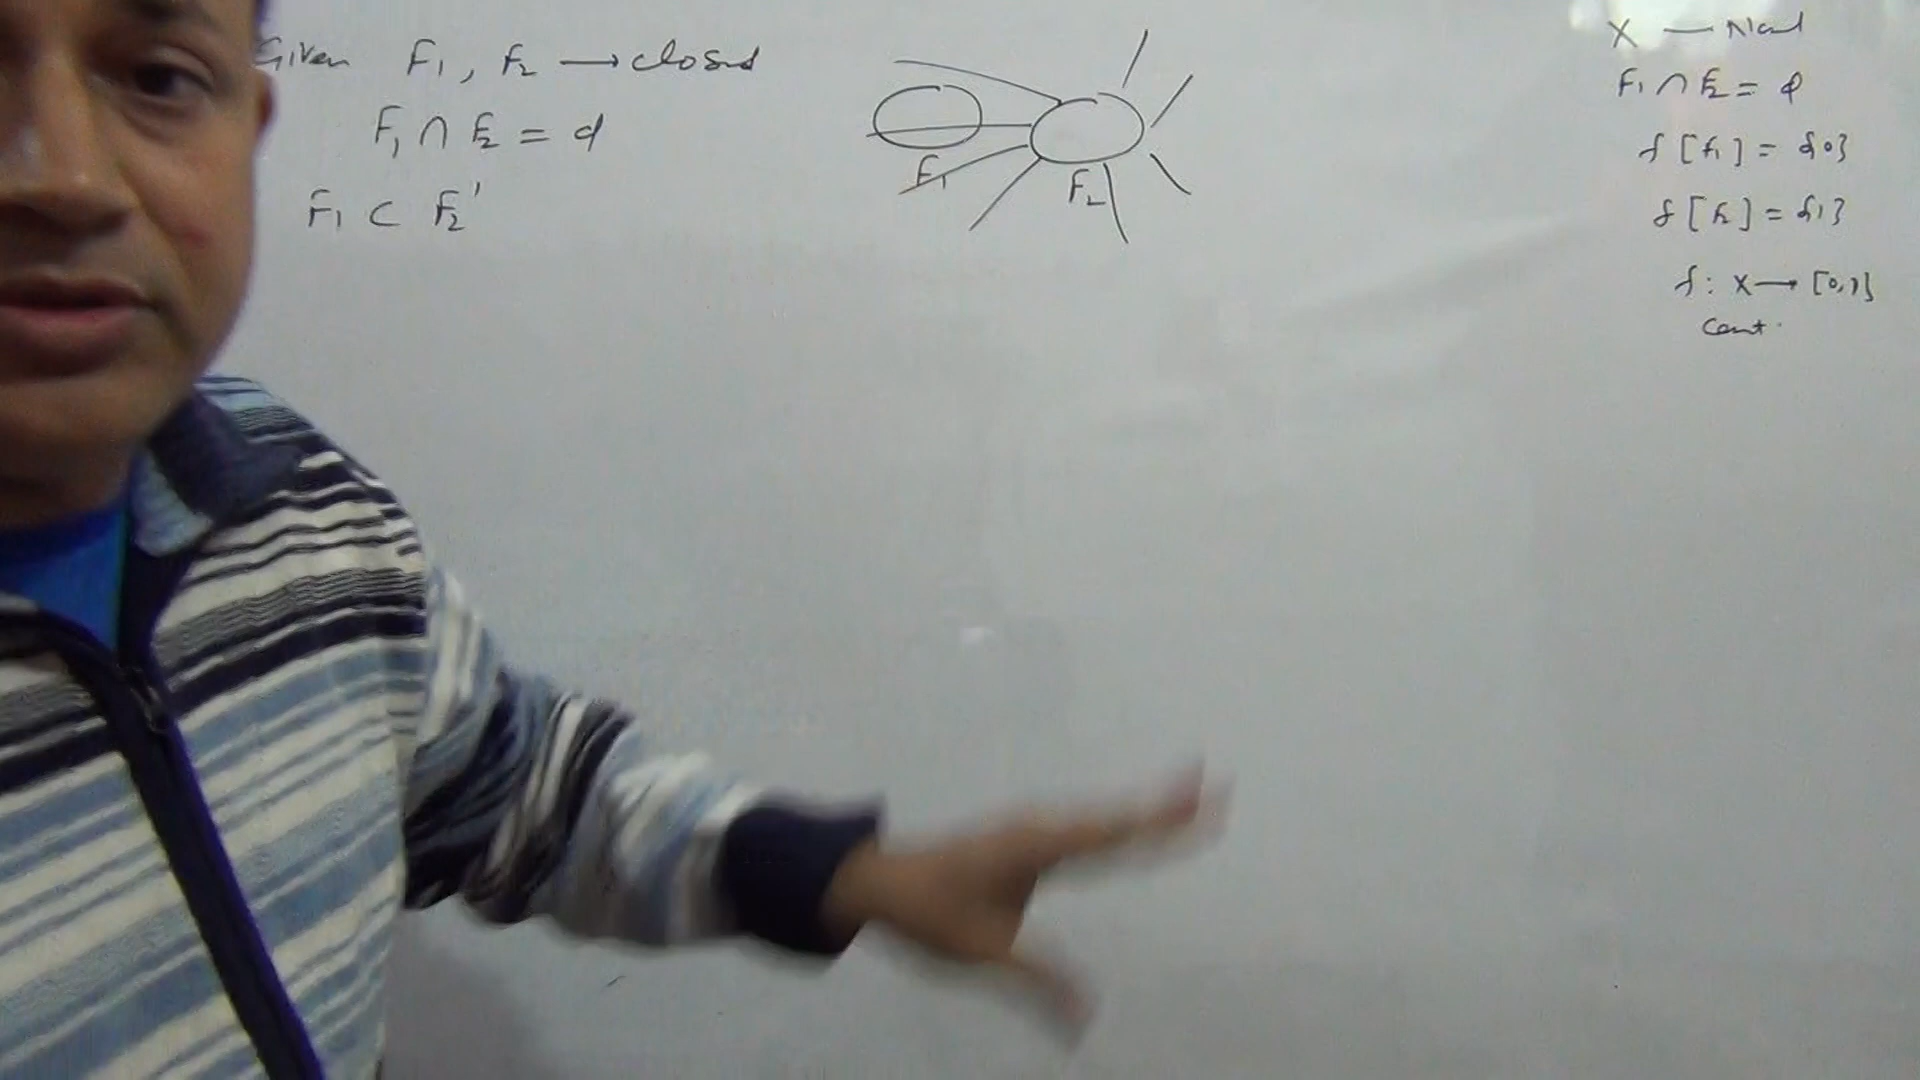 Given F1, F2 → closed
F1 ∩ F2 = φ
F1 ⊂ F2'
F1
F2
X —
F1 ∩ F2 = φ
f [F1] = {0}
f [F2] = {1}
f : X → [0,1]
Cont.